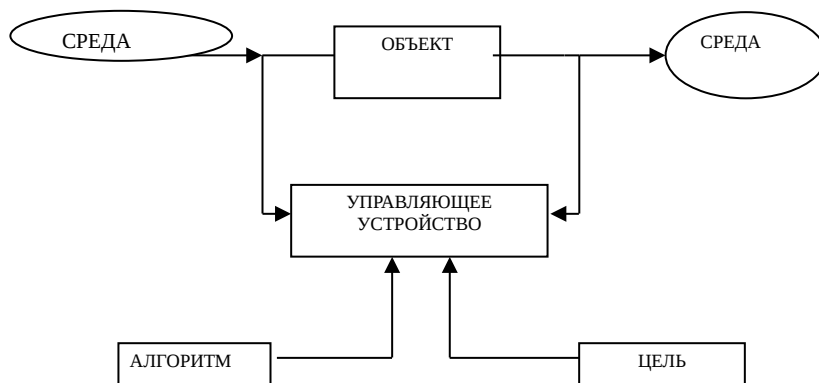 СРЕДА
ОБЪЕКТ
СРЕДА
УПРАВЛЯЮЩЕЕ
УСТРОЙСТВО
АЛГОРИТМ
ЦЕЛЬ